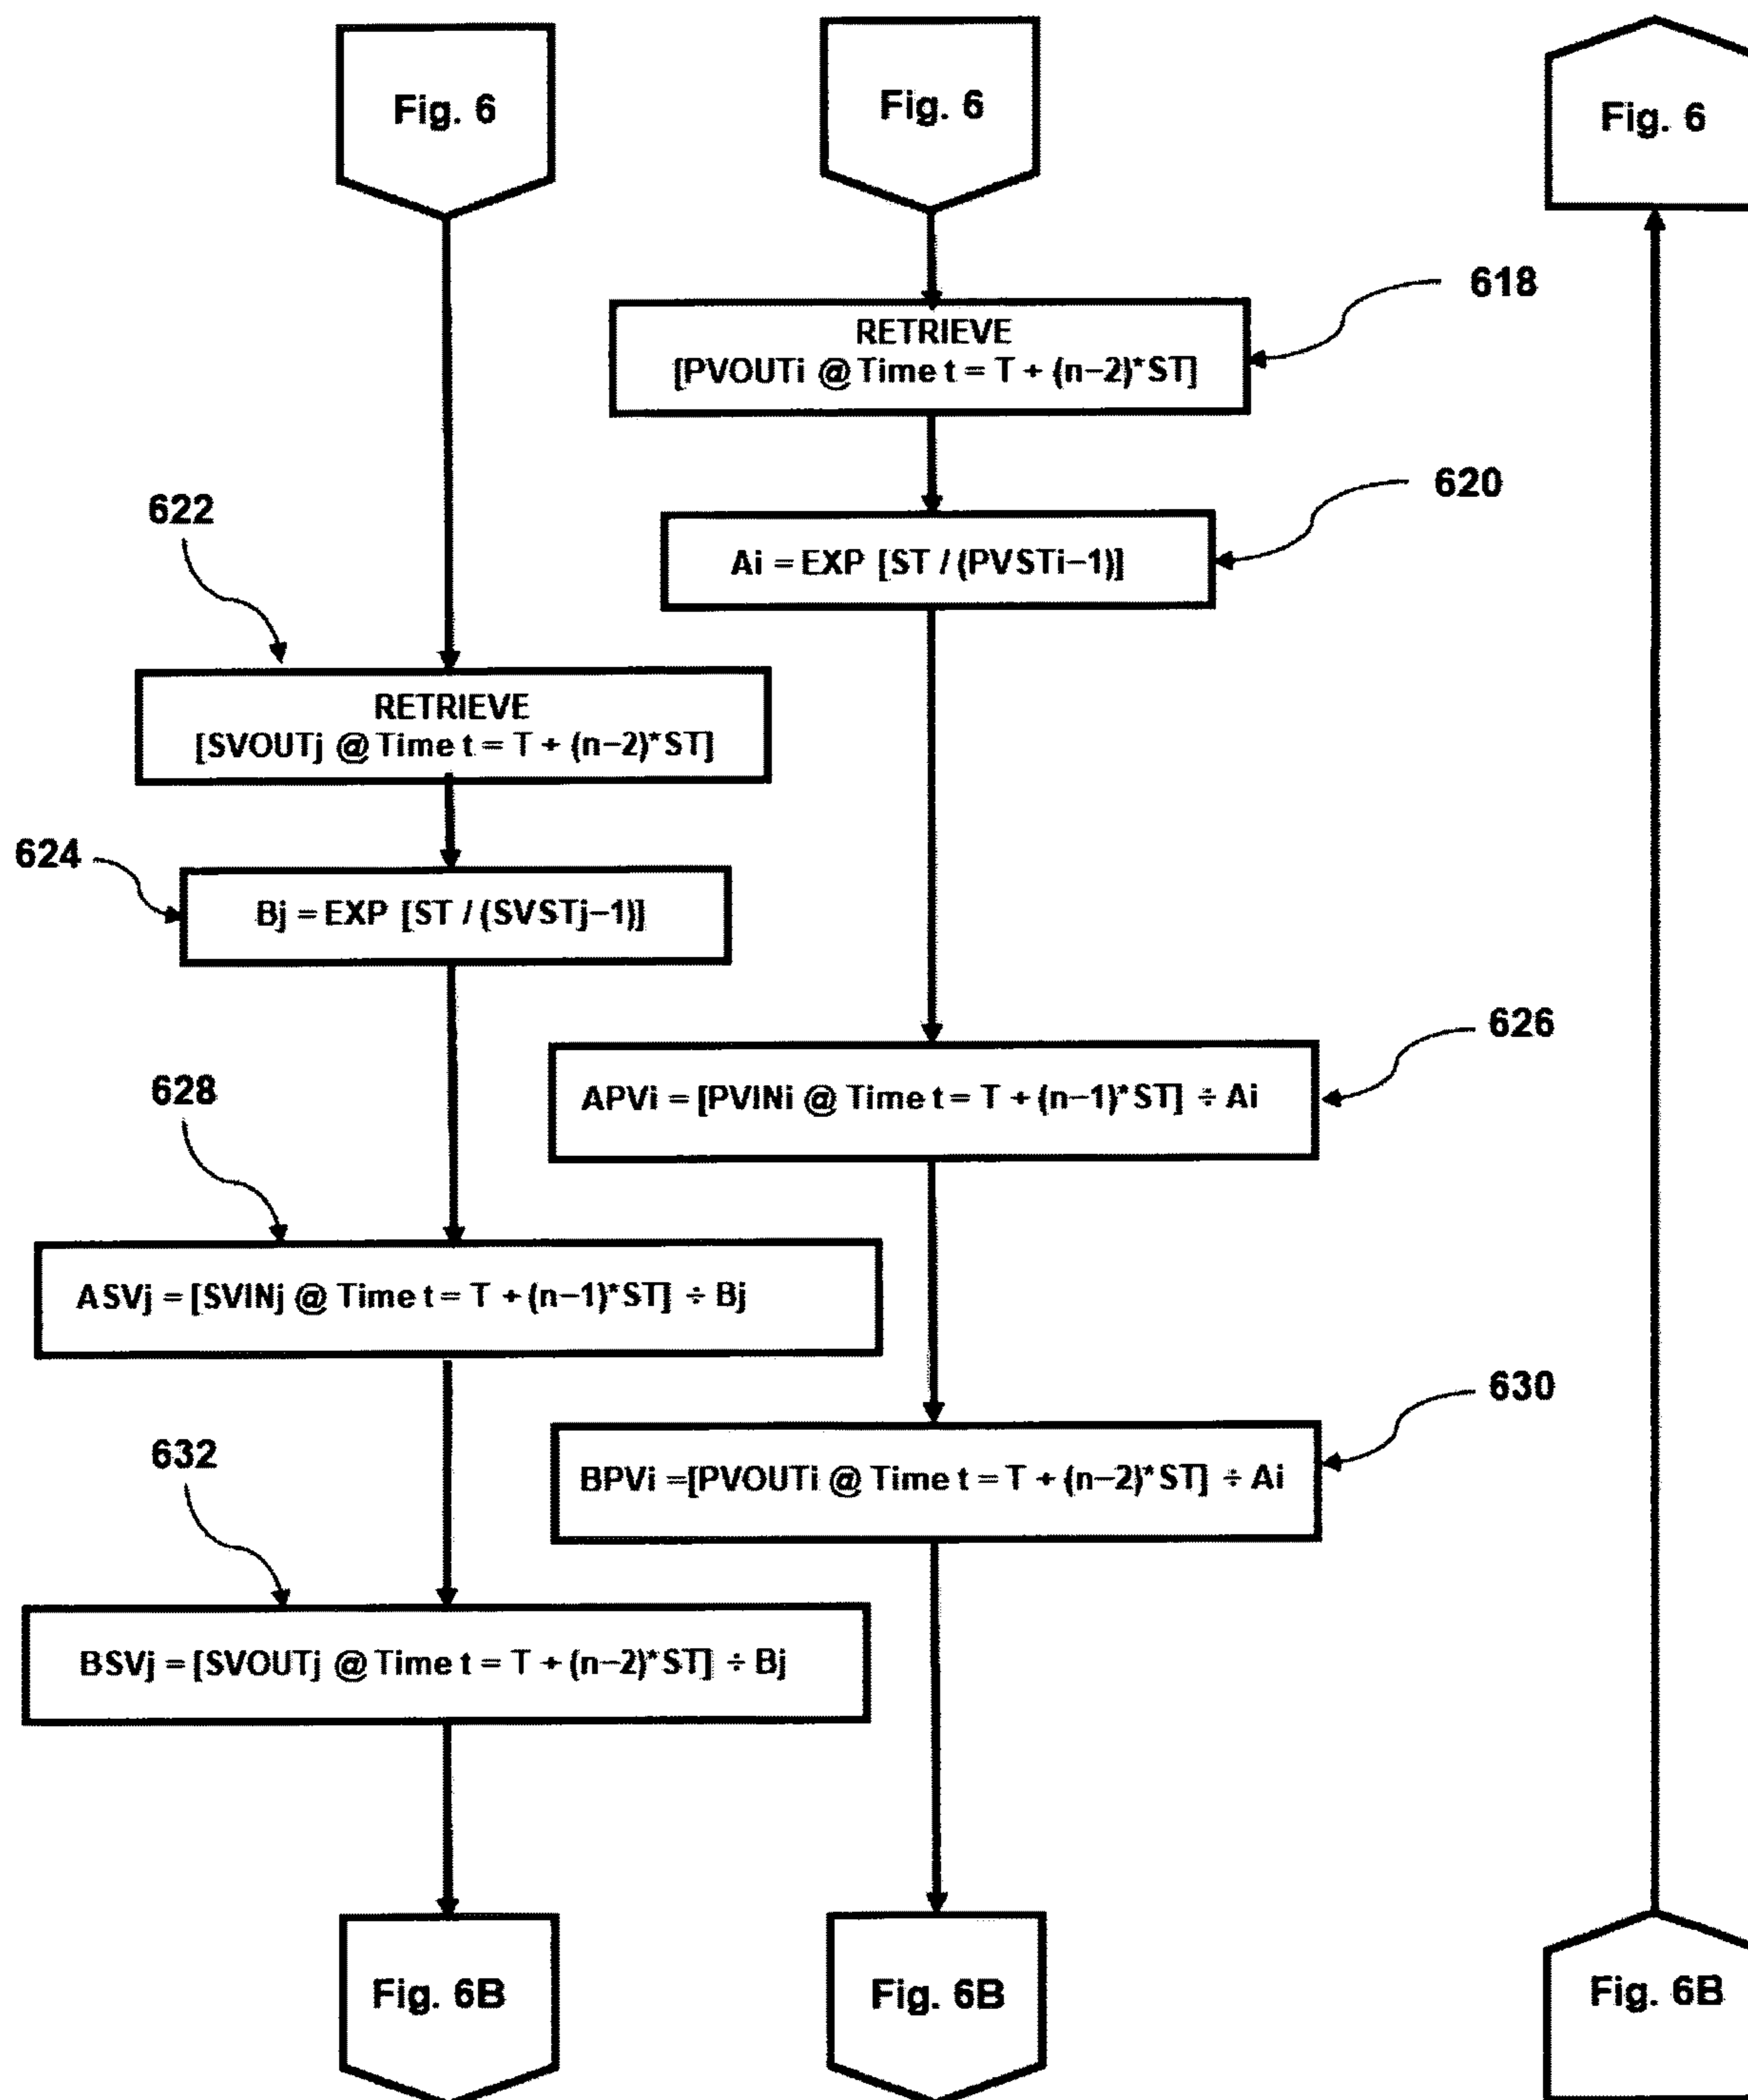 Fig. 6
Fig. 6
Fig. 6
618
RETRIEVE
[PVOUTi @ Time t = T + (n−2)*ST]
620
Ai = EXP [ST / (PVSTi−1)]
622
RETRIEVE
[SVOUTj @ Time t = T + (n−2)*ST]
624
Bj = EXP [ST / (SVSTj−1)]
626
APVi = [PVINi @ Time t = T + (n−1)*ST] ÷ Ai
628
ASVj = [SVINj @ Time t = T + (n−1)*ST] ÷ Bj
630
BPVi =[PVOUTi @ Time t = T + (n−2)*ST] ÷ Ai
632
BSVj = [SVOUTj @ Time t = T + (n−2)*ST] ÷ Bj
Fig. 6B
Fig. 6B
Fig. 6B